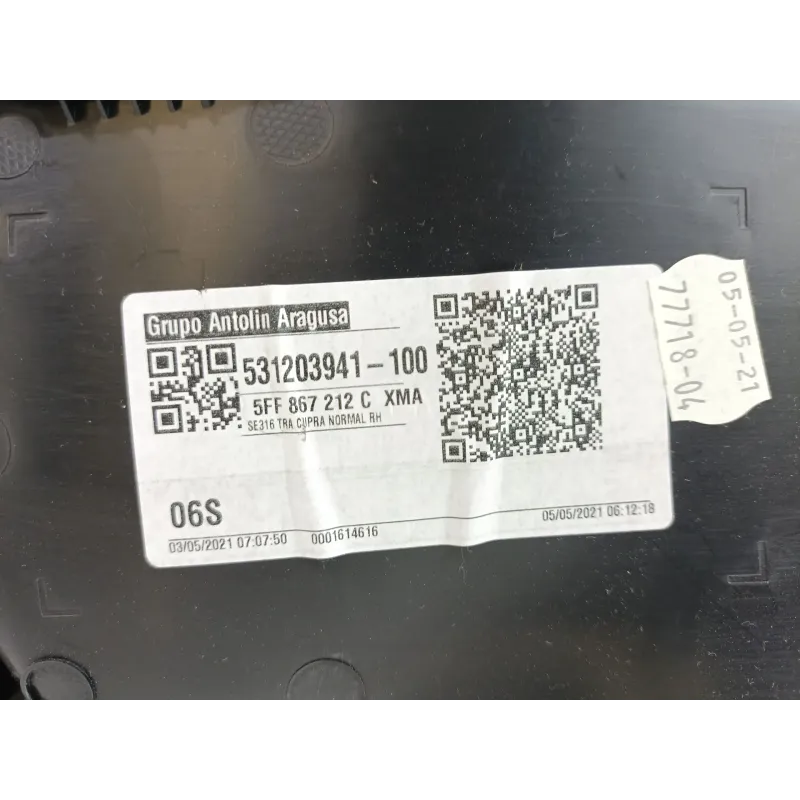 Grupo Antolin Aragusa
531203941-100
5FF 867 212 C XMA
SE316 TRA.CUPRA NORMAL RH
06S
03/05/2021 07:07:50 0001614616 05/05/2021 06:12:18
05-05-21
77718-04